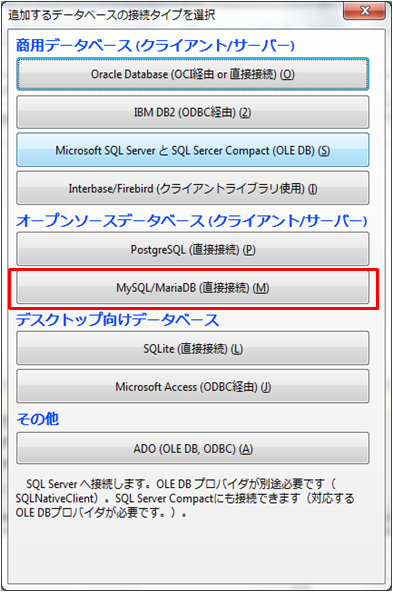 追加するデータベースの接続タイプを選択
商用データベース (クライアント/サーバー)
Oracle Database (OCI経由 or 直接接続) (O)
IBM DB2 (ODBC経由) (2)
Microsoft SQL Server と SQL Sercer Compact (OLE DB) (S)
Interbase/Firebird (クライアントライブラリ使用) (I)
オープンソースデータベース (クライアント/サーバー)
PostgreSQL (直接接続) (P)
MySQL/MariaDB (直接接続) (M)
デスクトップ向けデータベース
SQLite (直接接続) (L)
Microsoft Access (ODBC経由) (J)
その他
ADO (OLE DB, ODBC) (A)
SQL Server へ接続します。OLE DB プロバイダが別途必要です（
SQLNativeClient）。SQL Server Compactにも接続できます（対応する
OLE DBプロバイダが必要です。）。